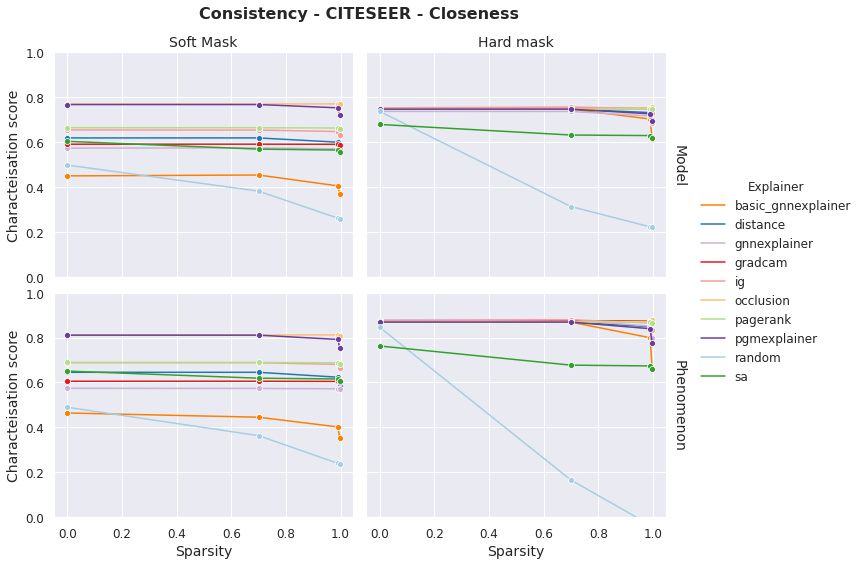 Consistency - CITESEER - Closeness
Soft Mask
Hard mask
Characteisation score
1.0
0.8
0.6
0.4
0.2
0.0
Model
Characteisation score
1.0
0.8
0.6
0.4
0.2
0.0
Phenomenon
0.0 0.2 0.4 0.6 0.8 1.0
Sparsity
0.0 0.2 0.4 0.6 0.8 1.0
Sparsity
Explainer
basic_gnnexplainer
distance
gnnexplainer
gradcam
ig
occlusion
pagerank
pgmexplainer
random
sa